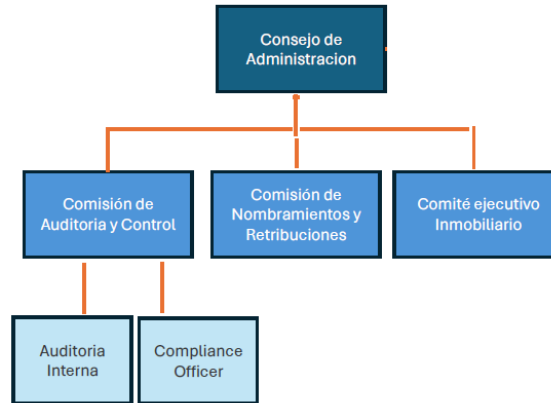 Consejo de
Administracion
Comisión de
Auditoria y Control
Comisión de
Nombramientos y
Retribuciones
Comité ejecutivo
Inmobiliario
Auditoria
Interna
Compliance
Officer